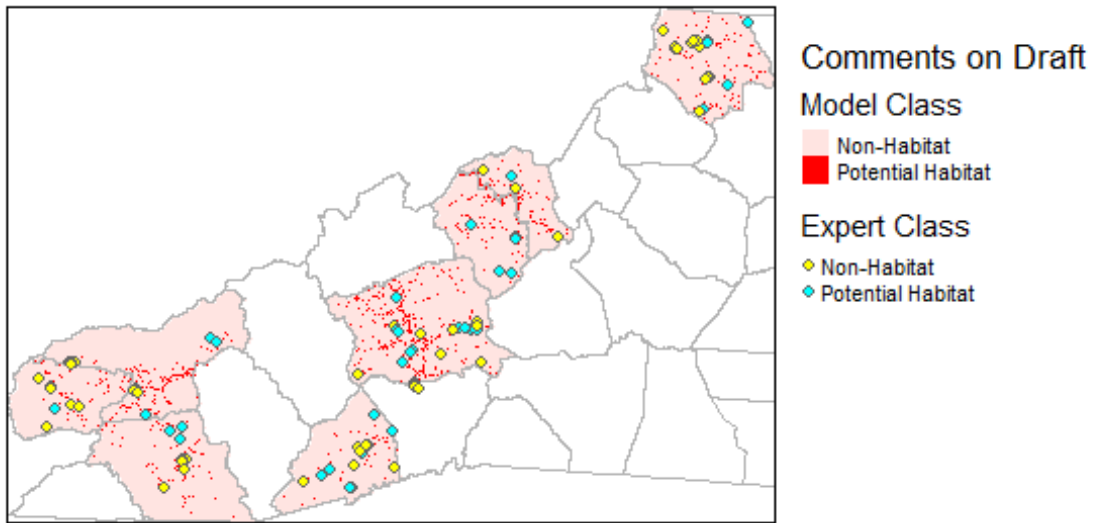 Comments on Draft
Model Class
Non-Habitat
Potential Habitat
Expert Class
Non-Habitat
Potential Habitat